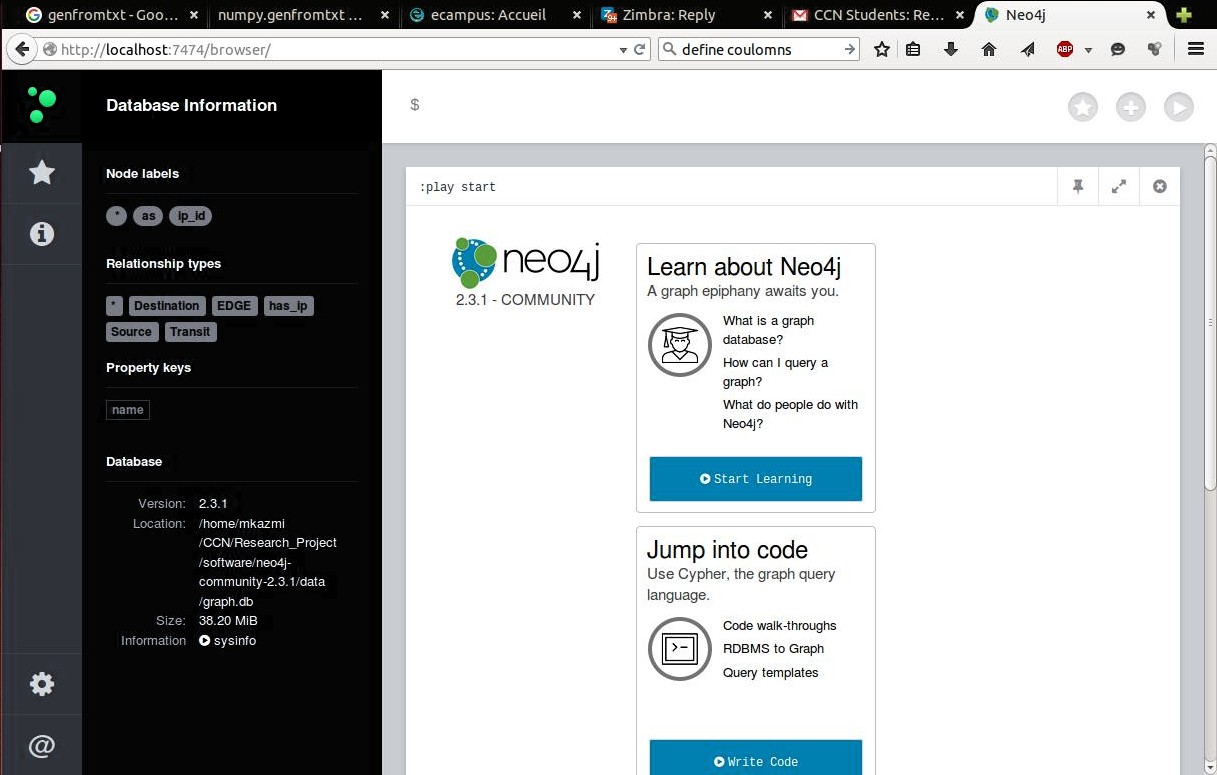 genfromtxt - Goo... × numpy.genfromtxt ... × ecampus: Accueil × Zimbra: Reply × CCN Students: Re... × Neo4j ×
http://localhost:7474/browser/ define coulomns ABP
Database Information
$
Node labels
* as ip_id
Relationship types
* Destination EDGE has_ip
Source Transit
Property keys
name
Database
Version: 2.3.1
Location: /home/mkazmi
/CCN/Research_Project
/software/neo4j-
community-2.3.1/data
/graph.db
Size: 38.20 MiB
Information sysinfo
@
:play start
neo4j
2.3.1 - COMMUNITY
Learn about Neo4j
A graph epiphany awaits you.
What is a graph
database?
How can I query a
graph?
What do people do with
Neo4j?
Start Learning
Jump into code
Use Cypher, the graph query
language.
Code walk-throughs
RDBMS to Graph
Query templates
Write Code